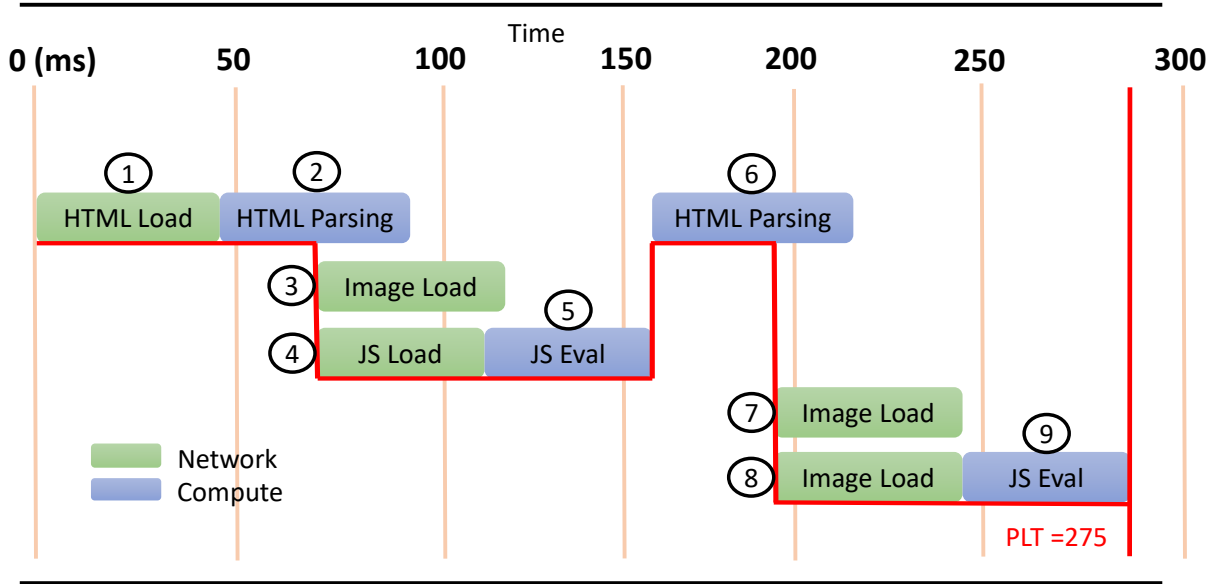 Time
0 (ms) 50 100 150 200 250 300
1 2 6
HTML Load HTML Parsing HTML Parsing
3 Image Load 5
4 JS Load JS Eval
7 Image Load 9
Network
8 Image Load JS Eval
Compute
PLT =275